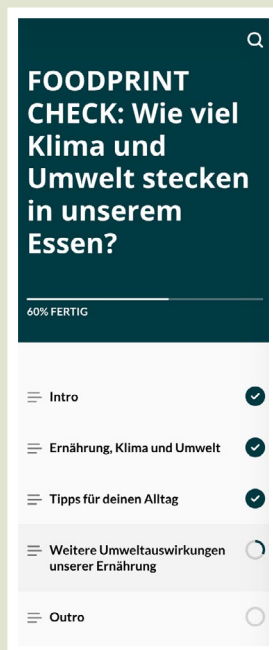 FOODPRINT
CHECK: Wie viel
Klima und
Umwelt stecken
in unserem
Essen?
60% FERTIG
Intro
Ernährung, Klima und Umwelt
Tipps für deinen Alltag
Weitere Umweltauswirkungen
unserer Ernährung
Outro